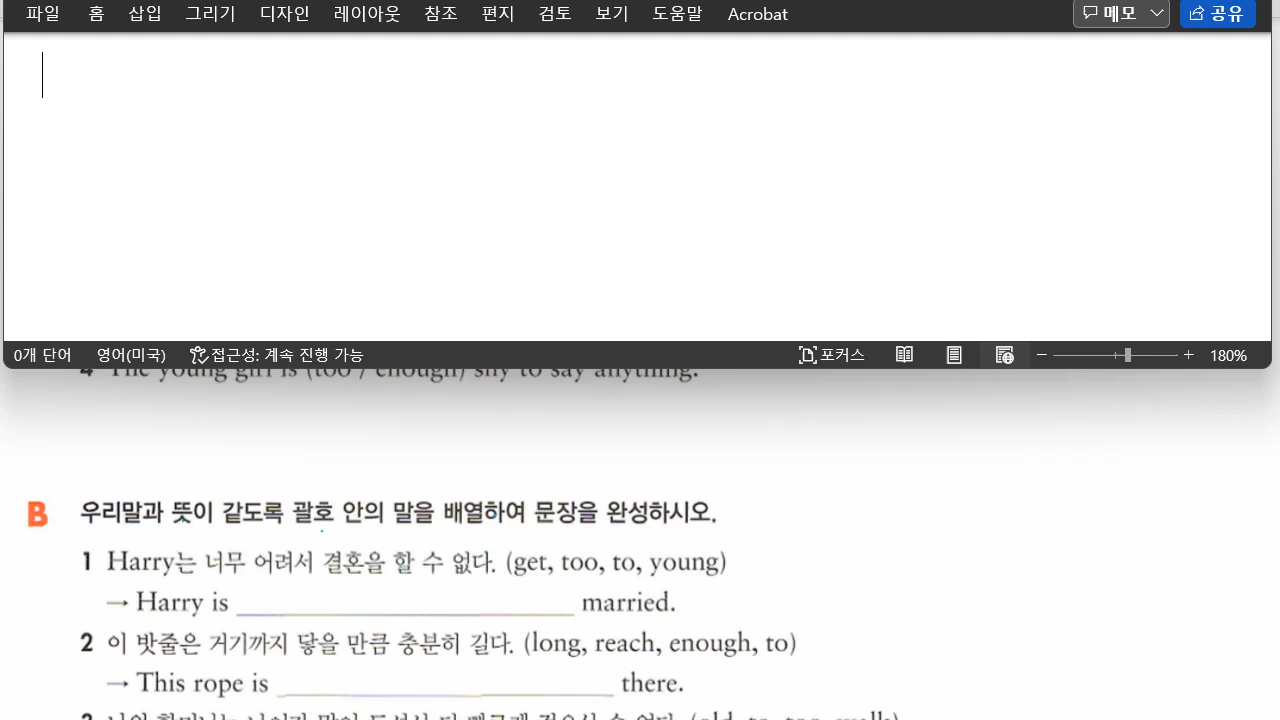 파일 홈 삽입 그리기 디자인 레이아웃 참조 편지 검토 보기 도움말 Acrobat 메모 공유
0개 단어 영어(미국) 접근성: 계속 진행 가능 포커스 180%
4 The young girl is (too / enough) shy to say anything.
B 우리말과 뜻이 같도록 괄호 안의 말을 배열하여 문장을 완성하시오.
1 Harry는 너무 어려서 결혼을 할 수 없다. (get, too, to, young)
→ Harry is married.
2 이 밧줄은 거기까지 닿을 만큼 충분히 길다. (long, reach, enough, to)
→ This rope is there.
3 (old, to, too, walk)